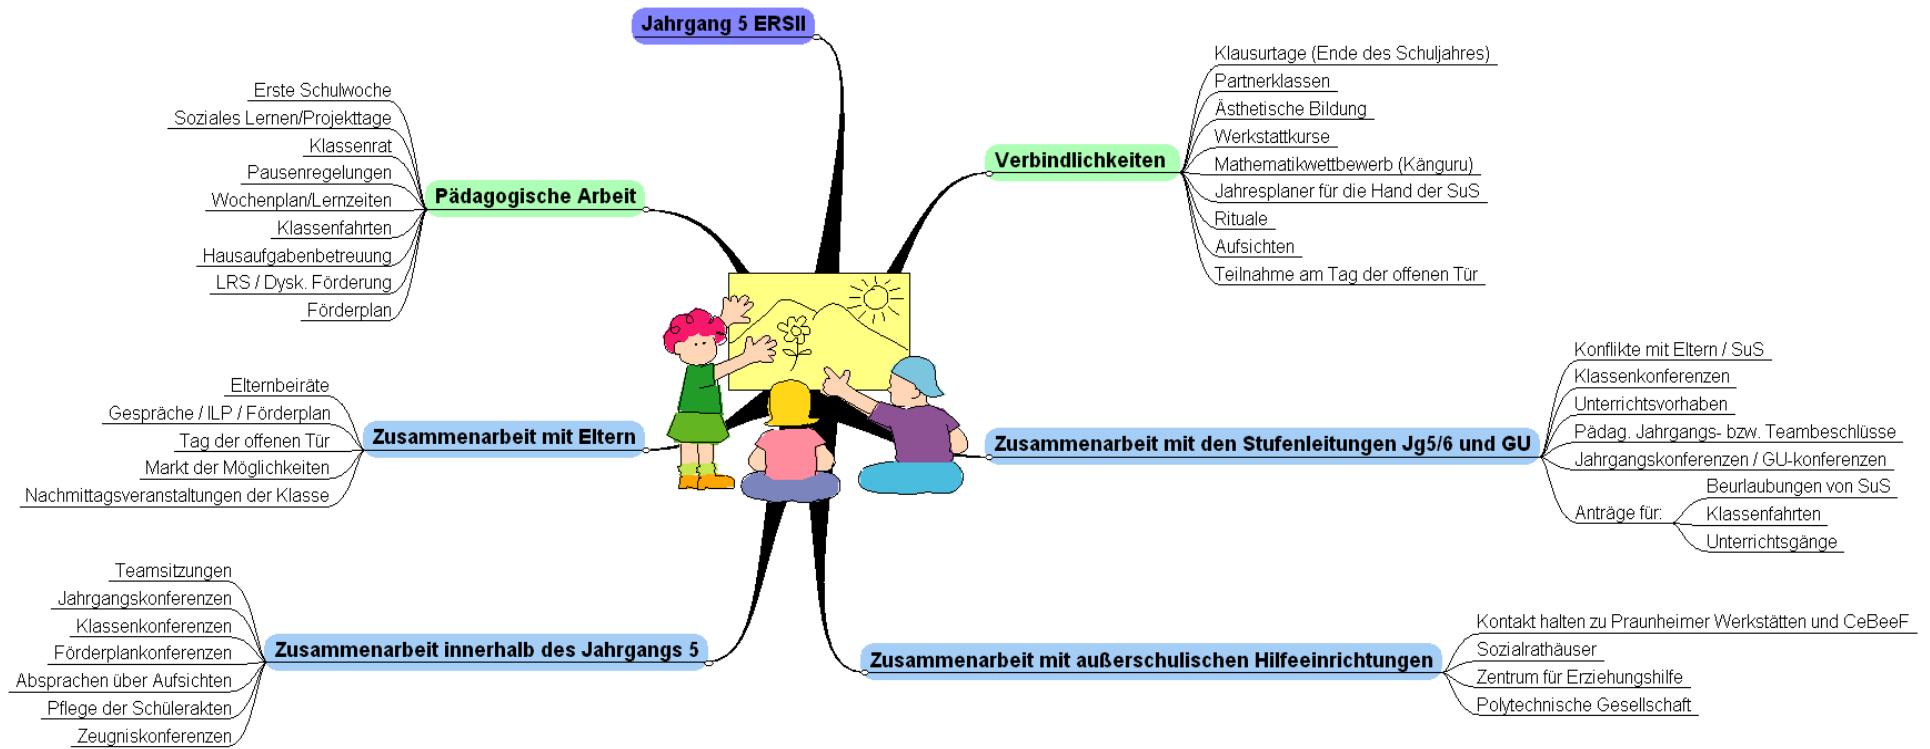 Jahrgang 5 ERSII
Pädagogische Arbeit
Erste Schulwoche
Soziales Lernen/Projekttage
Klassenrat
Pausenregelungen
Wochenplan/Lernzeiten
Klassenfahrten
Hausaufgabenbetreuung
LRS / Dysk. Förderung
Förderplan
Zusammenarbeit mit Eltern
Elternbeiräte
Gespräche / ILP / Förderplan
Tag der offenen Tür
Markt der Möglichkeiten
Nachmittagsveranstaltungen der Klasse
Zusammenarbeit innerhalb des Jahrgangs 5
Teamsitzungen
Jahrgangskonferenzen
Klassenkonferenzen
Förderplankonferenzen
Absprachen über Aufsichten
Pflege der Schülerakten
Zeugniskonferenzen
Verbindlichkeiten
Klausurtage (Ende des Schuljahres)
Partnerklassen
Ästhetische Bildung
Werkstattkurse
Mathematikwettbewerb (Känguru)
Jahresplaner für die Hand der SuS
Rituale
Aufsichten
Teilnahme am Tag der offenen Tür
Zusammenarbeit mit den Stufenleitungen Jg5/6 und GU
Konflikte mit Eltern / SuS
Klassenkonferenzen
Unterrichtsvorhaben
Pädag. Jahrgangs- bzw. Teambeschlüsse
Jahrgangskonferenzen / GU-konferenzen
Anträge für:
Beurlaubungen von SuS
Klassenfahrten
Unterrichtsgänge
Zusammenarbeit mit außerschulischen Hilfeeinrichtungen
Kontakt halten zu Praunheimer Werkstätten und CeBeeF
Sozialrathäuser
Zentrum für Erziehungshilfe
Polytechnische Gesellschaft